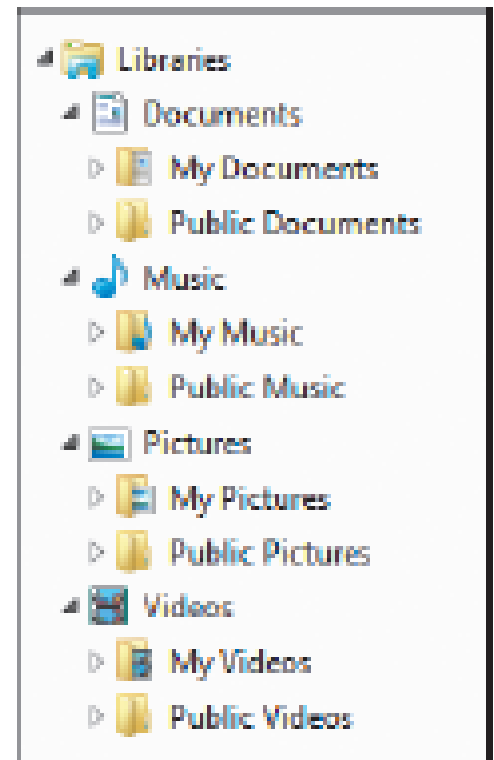 Libraries
Documents
My Documents
Public Documents
Music
My Music
Public Music
Pictures
My Pictures
Public Pictures
Videos
My Videos
Public Videos